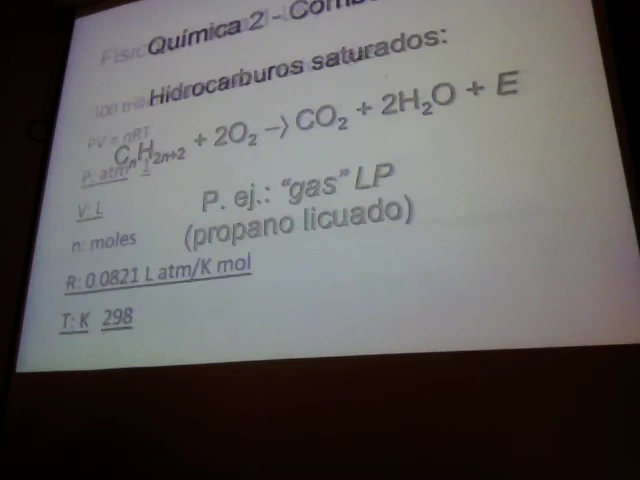 Química 2 -
Hidrocarburos saturados:
PV = nRT
CₙH₂ₙ₊₂ + 2O₂ → CO₂ + 2H₂O + E
P: atm 1
P. ej.: “gas” LP
V: L
(propano licuado)
n: moles
R: 0.0821 L atm/K mol
T: K 298